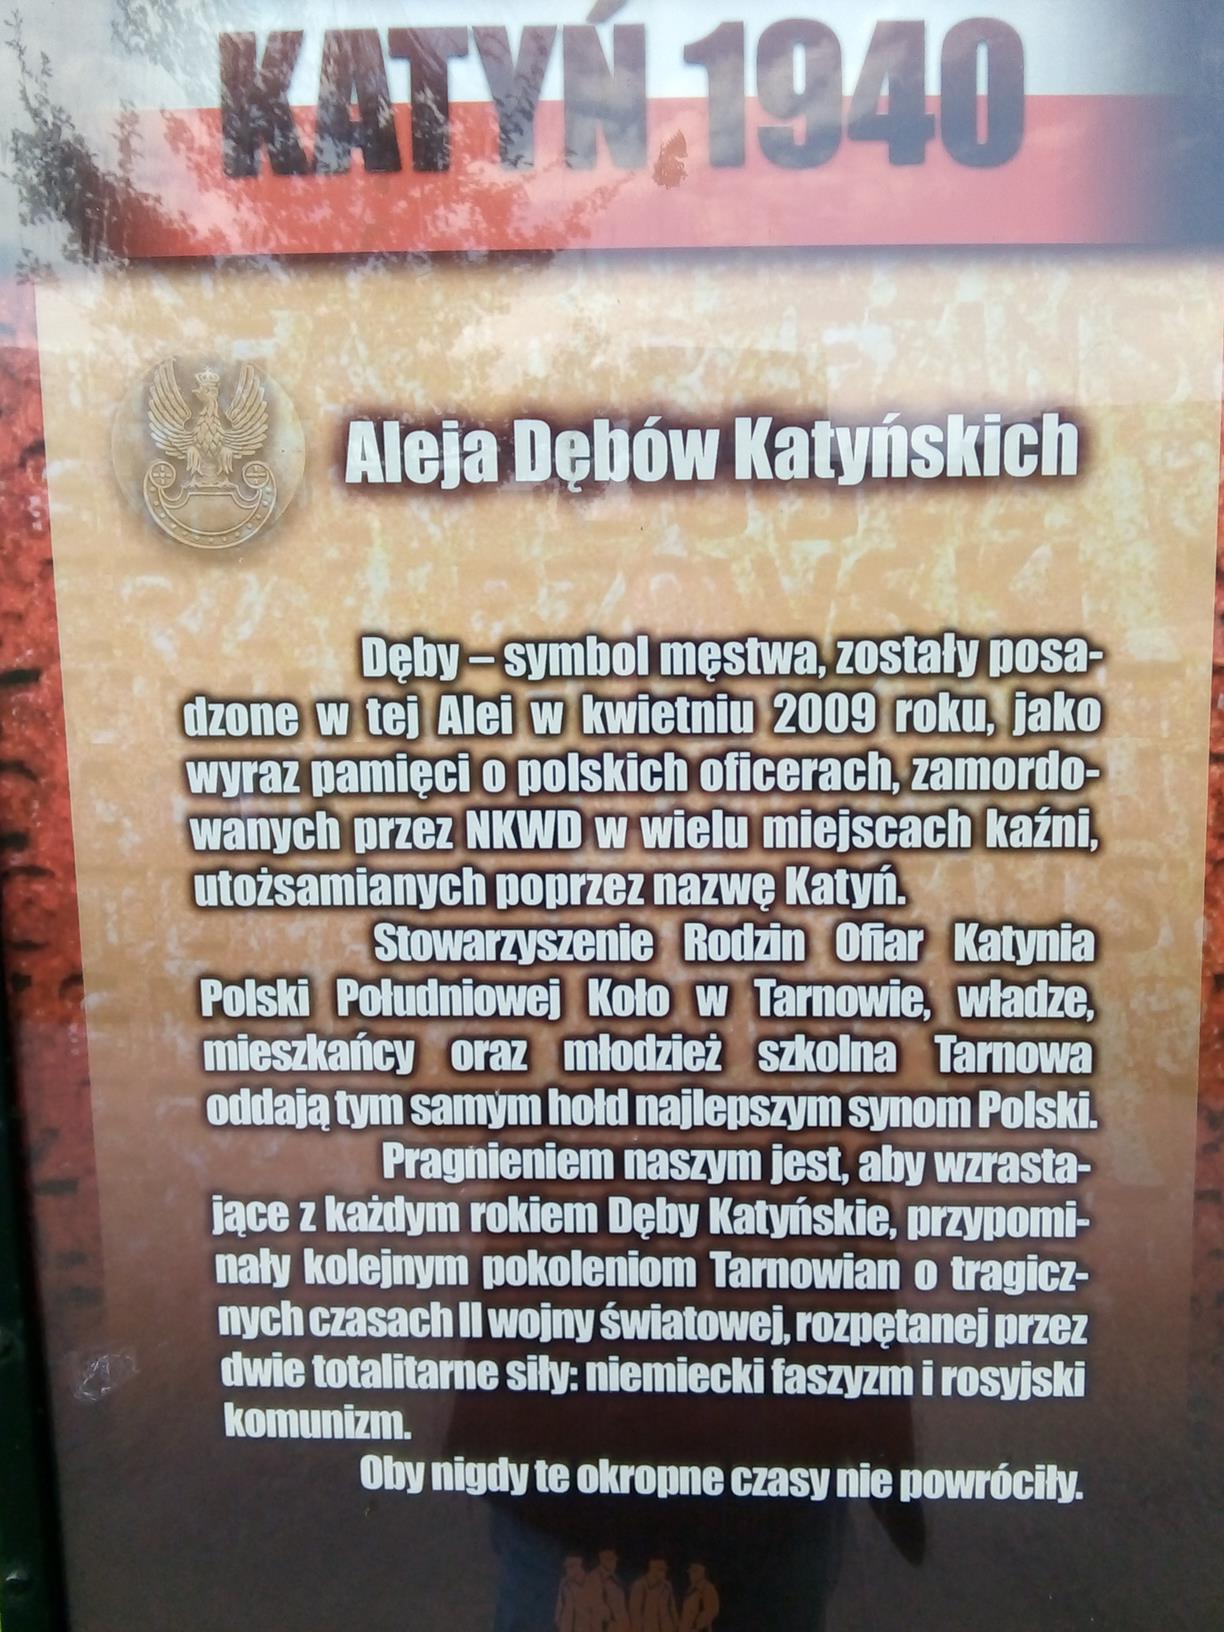 KATYŃ 1940
Aleja Dębów Katyńskich
Dęby – symbol męstwa, zostały posa-
dzone w tej Alei w kwietniu 2009 roku, jako
wyraz pamięci o polskich oficerach, zamordo-
wanych przez NKWD w wielu miejscach kaźni,
utożsamianych poprzez nazwę Katyń.
Stowarzyszenie Rodzin Ofiar Katynia
Polski Południowej Koło w Tarnowie, władze,
mieszkańcy oraz młodzież szkolna Tarnowa
oddają tym samym hołd najlepszym synom Polski.
Pragnieniem naszym jest, aby wzrasta-
jące z każdym rokiem Dęby Katyńskie, przypomi-
nały kolejnym pokoleniom Tarnowian o tragicz-
nych czasach II wojny światowej, rozpętanej przez
dwie totalitarne siły: niemiecki faszyzm i rosyjski
komunizm.
Oby nigdy te okropne czasy nie powróciły.